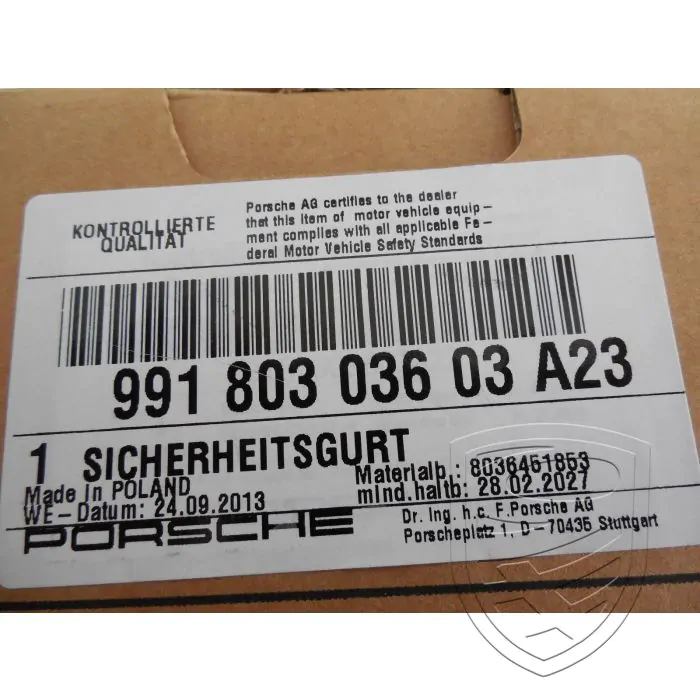 KONTROLLIERTE
QUALITAT
Porsche AG certifies to the dealer
that this item of motor vehicle equip-
ment complies with all applicable Fe-
deral Motor Vehicle Safety Standards
991 803 036 03 A23
1 SICHERHEITSGURT
Made in POLAND
WE-Datum: 24.09.2013
Materialb.: 8036451853
mind.haltb: 28.02.2027
PORSCHE
Dr. Ing. h.c. F.Porsche AG
Porscheplatz 1, D-70435 Stuttgart